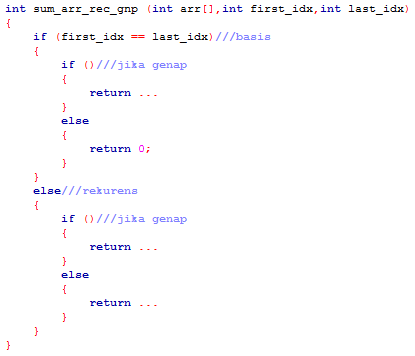 int sum_arr_rec_gnp (int arr[],int first_idx,int last_idx)
{
    if (first_idx == last_idx)///basis
    {
        if ()///jika genap
        {
            return ...
        }
        else
        {
            return 0;
        }
    }
    else///rekurens
    {
        if ()///jika genap
        {
            return ...
        }
        else
        {
            return ...
        }
    }
}